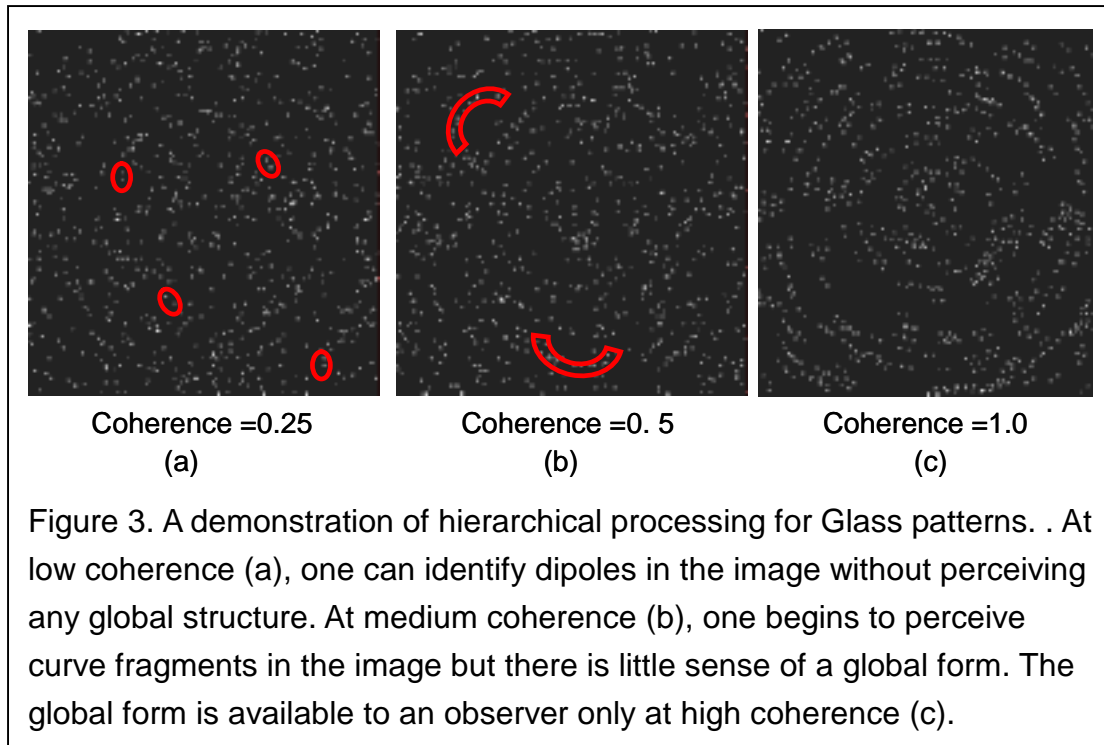 Coherence =0.25
Coherence =0. 5
Coherence =1.0
(a)
(b)
(c)
Figure 3. A demonstration of hierarchical processing for Glass patterns. . At
low coherence (a), one can identify dipoles in the image without perceiving
any global structure. At medium coherence (b), one begins to perceive
curve fragments in the image but there is little sense of a global form. The
global form is available to an observer only at high coherence (c).